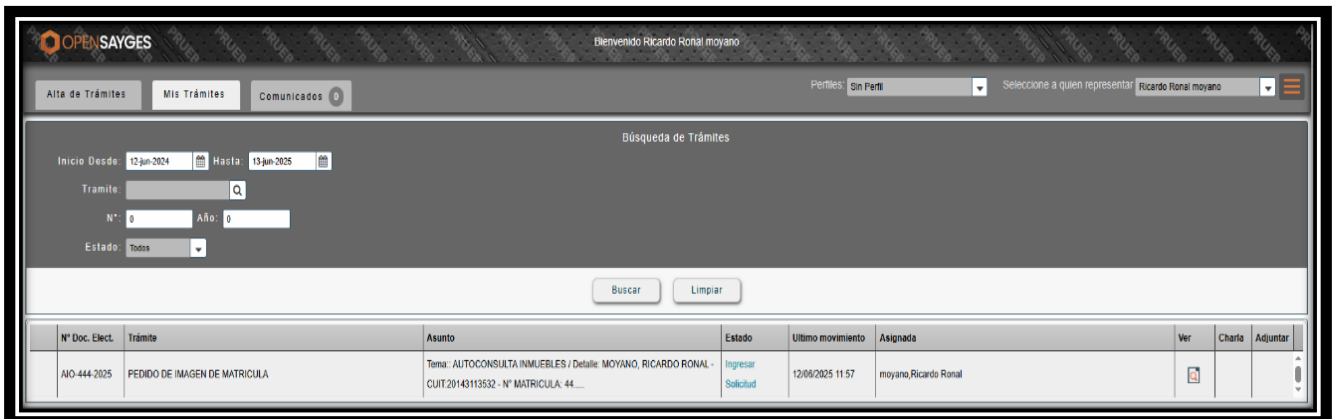 OPENSAYGES
Bienvenido Ricardo Ronal moyano
Alta de Trámites
Mis Trámites
Comunicados 0
Perfiles: Sin Perfil
Seleccione a quien representar Ricardo Ronal moyano
Búsqueda de Trámites
Inicio Desde: 12-jun-2024 Hasta: 13-jun-2025
Tramite:
N°: 0 Año: 0
Estado: Todos
Buscar Limpiar
N° Doc. Elect. Trámite Asunto Estado Ultimo movimiento Asignada Ver Charla Adjuntar
AIO-444-2025 PEDIDO DE IMAGEN DE MATRICULA
Tema:: AUTOCONSULTA INMUEBLES / Detalle: MOYANO, RICARDO RONAL -
CUIT:20143113532 - N° MATRICULA: 44.....
Ingresar
Solicitud
12/06/2025 11:57
moyano,Ricardo Ronal